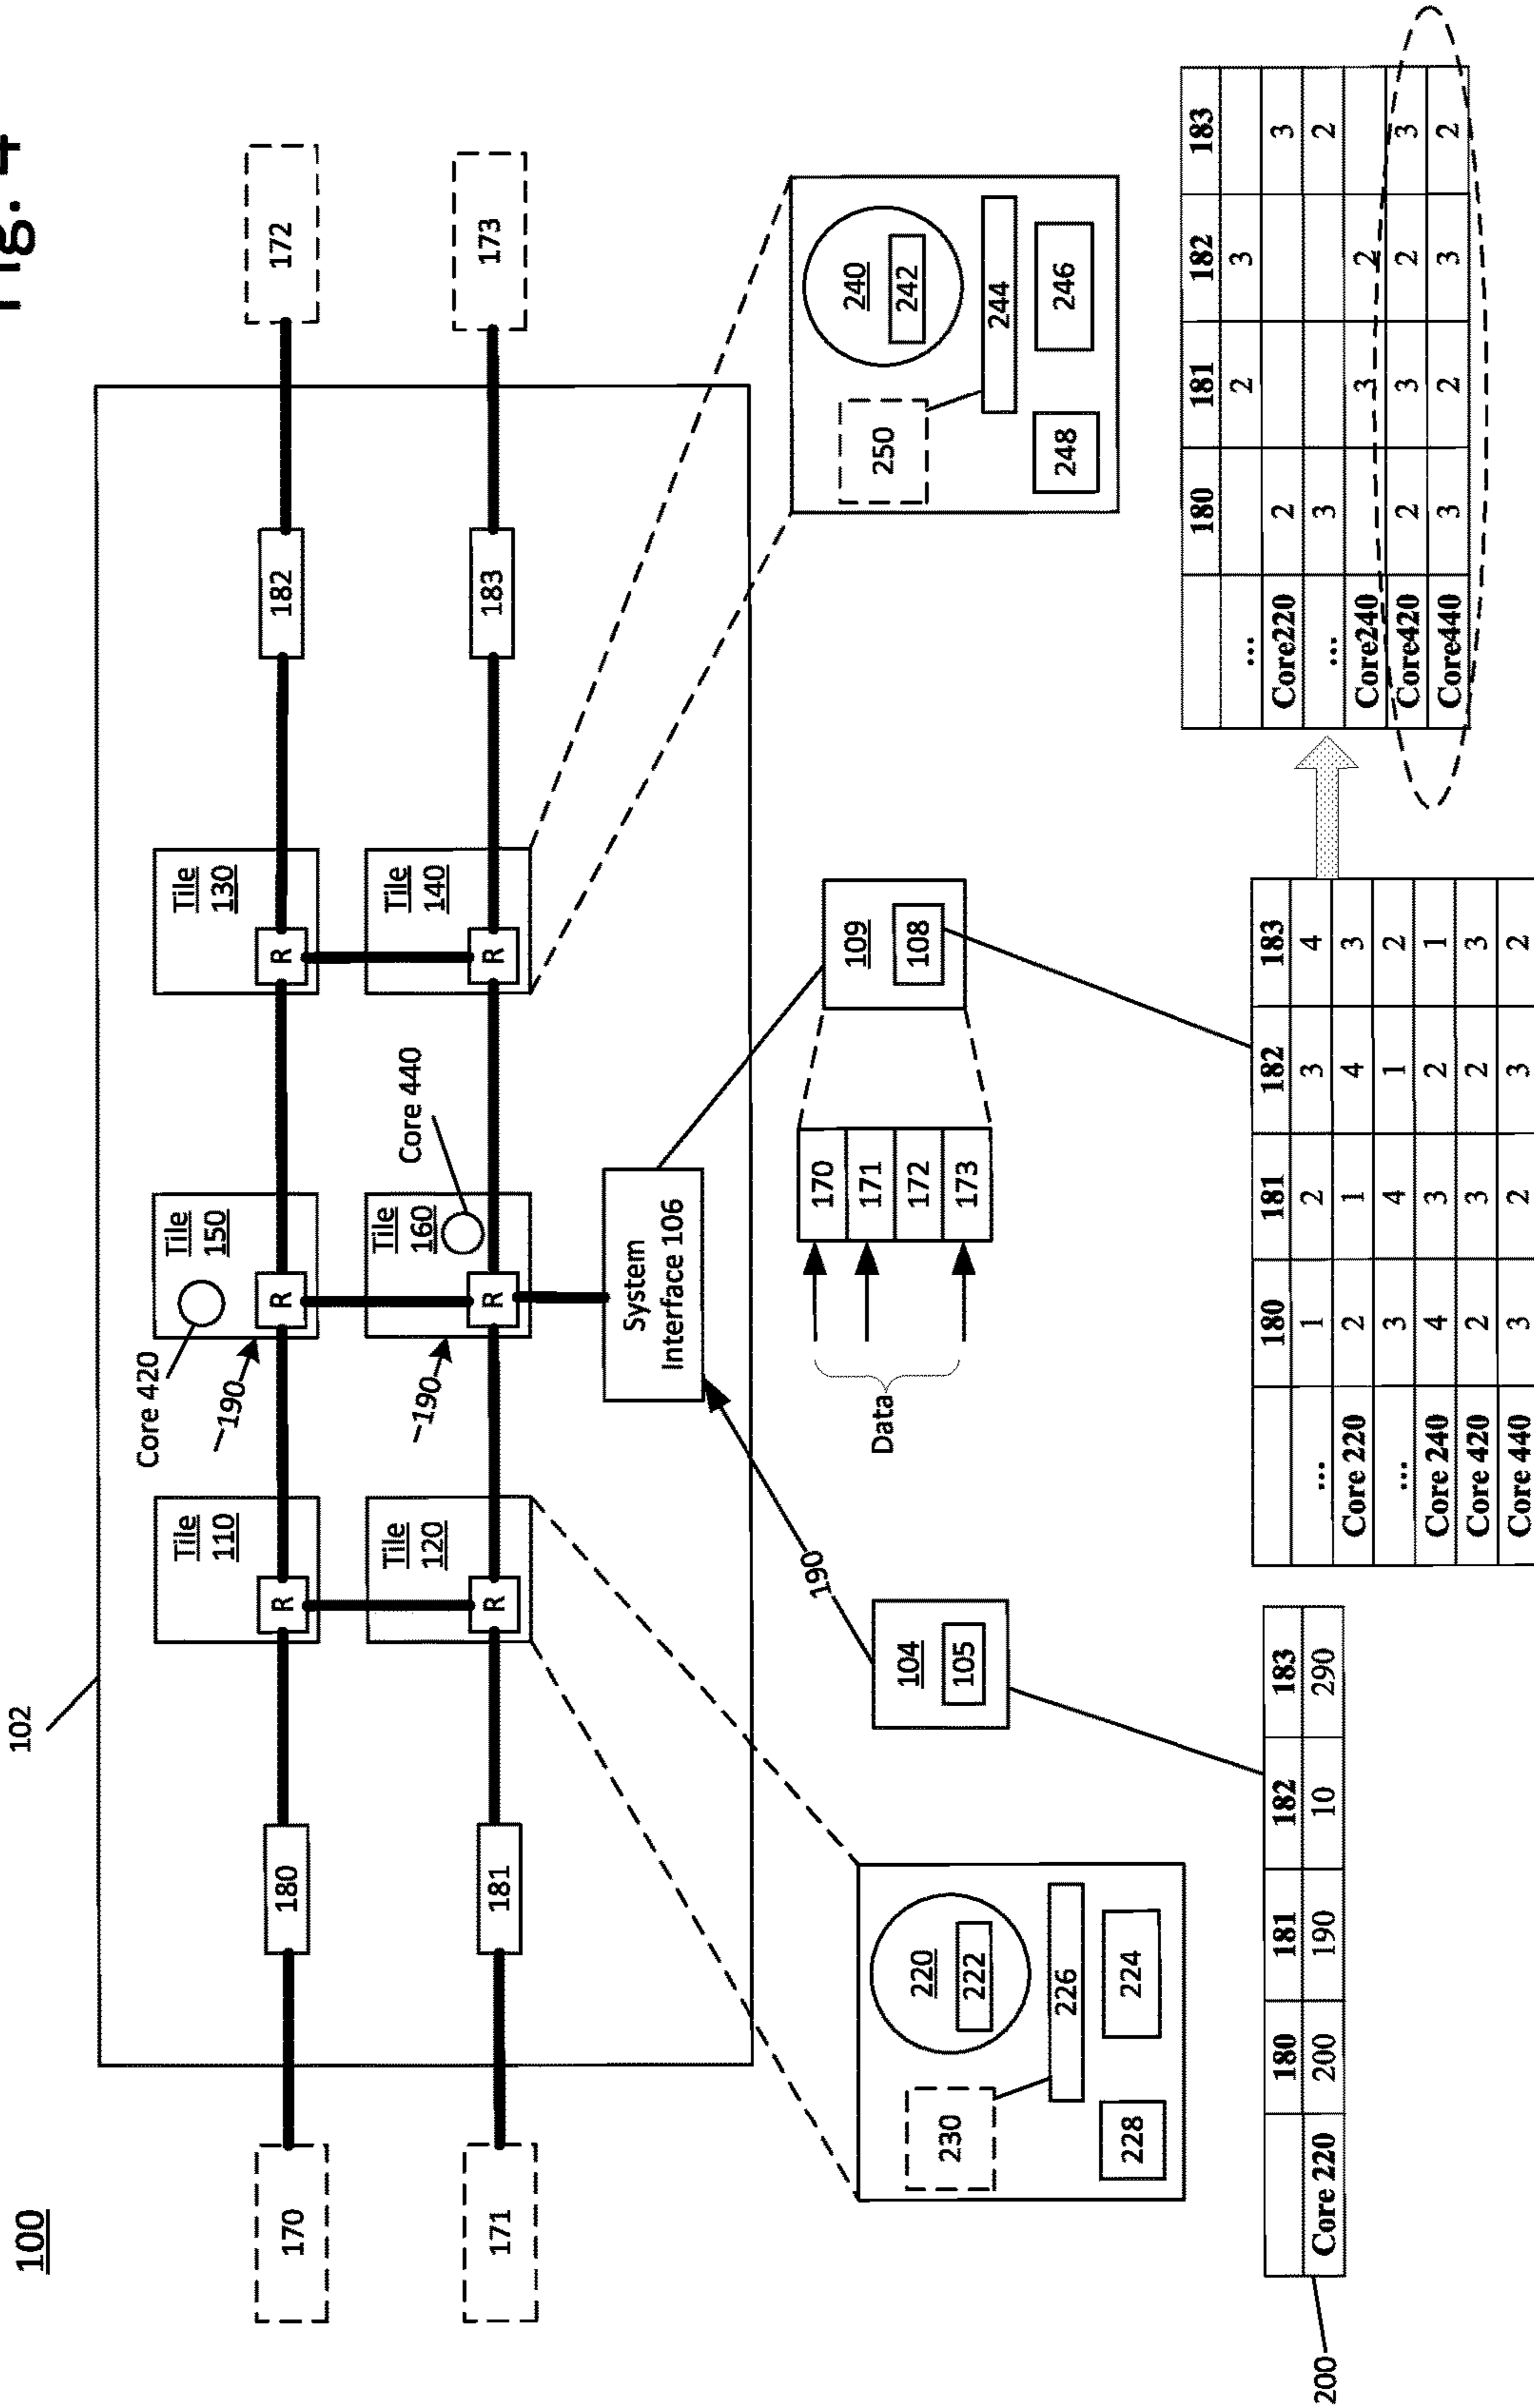 100
Fig. 4
102
170
180
Tile
110
Core 420
~190
Tile
150
Tile
130
182
172
R
R
R
171
181
Tile
120
~190
Tile
160
Core 440
Tile
140
183
173
R
R
R
System
Interface 106
190
220
222
230
226
228
224
104
105
Data
170
171
172
173
109
108
240
242
250
244
248
246
200
180 181 182 183
Core 220 200 190 10 290
180 181 182 183
... 1 2 3 4
Core 220 2 1 4 3
... 3 4 1 2
Core 240 4 3 2 1
Core 420 2 3 2 3
Core 440 3 2 3 2
180 181 182 183
... 2 3
Core220 2 3
... 3 2
Core240 3 2
Core420 2 3 2 3
Core440 3 2 3 2